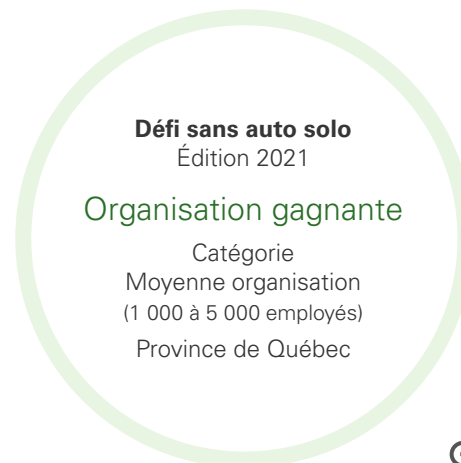 Défi sans auto solo
Édition 2021
Organisation gagnante
Catégorie
Moyenne organisation
(1 000 à 5 000 employés)
Province de Québec